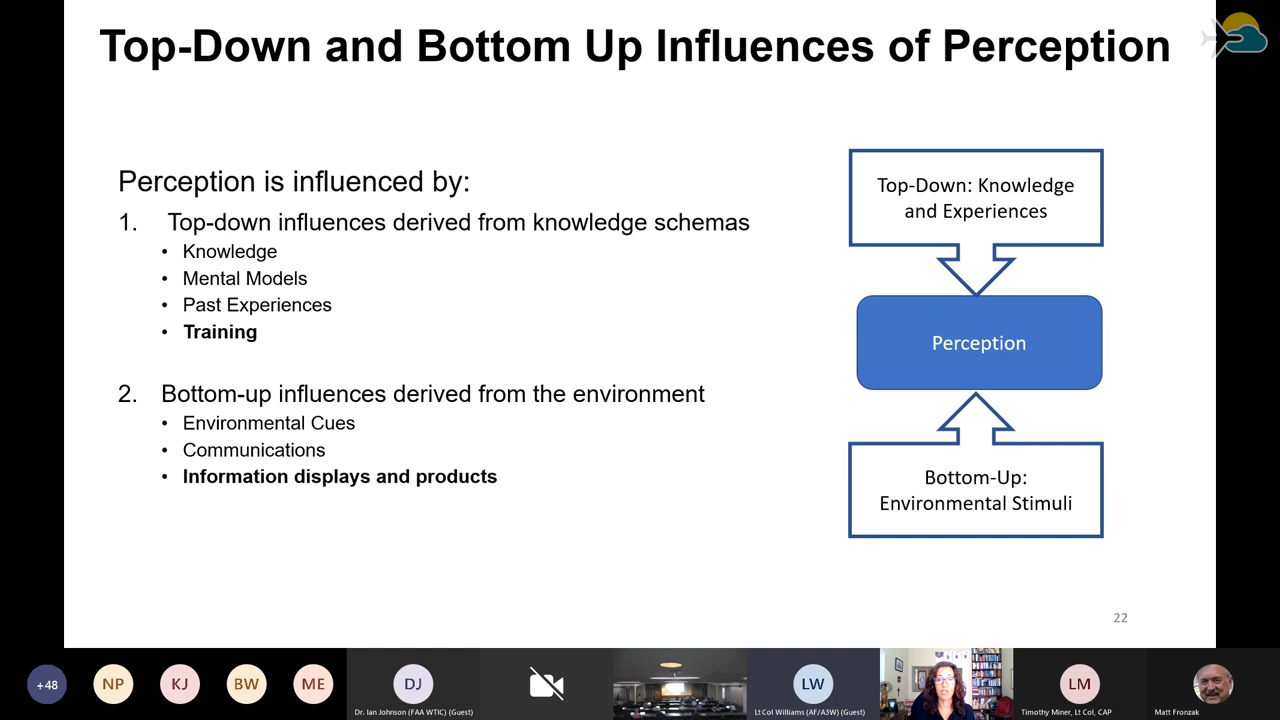 Top-Down and Bottom Up Influences of Perception
Perception is influenced by:
1. Top-down influences derived from knowledge schemas
• Knowledge
• Mental Models
• Past Experiences
• Training
2. Bottom-up influences derived from the environment
• Environmental Cues
• Communications
• Information displays and products
Top-Down: Knowledge
and Experiences
Perception
Bottom-Up:
Environmental Stimuli
22
+48
NP
KJ
BW
ME
DJ
Dr. Ian Johnson (FAA WTIC) (Guest)
LW
Lt Col Williams (AF/A3W) (Guest)
LM
Timothy Miner, Lt Col, CAP
Matt Fronzak